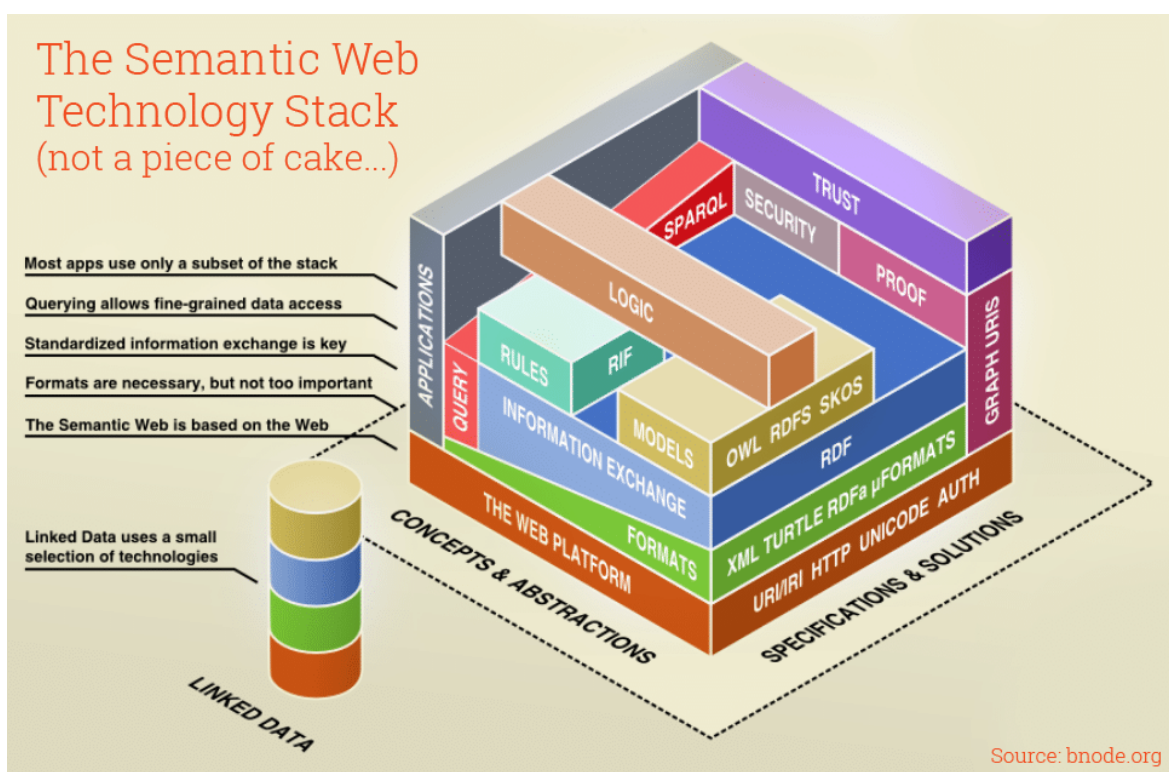 The Semantic Web
Technology Stack
(not a piece of cake...)
Most apps use only a subset of the stack
Querying allows fine-grained data access
Standardized information exchange is key
Formats are necessary, but not too important
The Semantic Web is based on the Web
Linked Data uses a small
selection of technologies
LINKED DATA
APPLICATIONS
QUERY
RULES
RIF
LOGIC
SPARQL
SECURITY
TRUST
PROOF
GRAPH URIS
INFORMATION EXCHANGE
MODELS
OWL RDFS SKOS
RDF
FORMATS
XML TURTLE RDFa µFORMATS
THE WEB PLATFORM
URI/IRI HTTP UNICODE AUTH
CONCEPTS & ABSTRACTIONS
SPECIFICATIONS & SOLUTIONS
Source: bnode.org